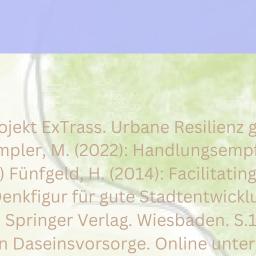 ojekt ExTrass. Urbane Resilienz g
mpler, M. (2022): Handlungsempf
) Fünfgeld, H. (2014): Facilitating
Denkfigur für gute Stadtentwicklu
Springer Verlag. Wiesbaden. S.1
n Daseinsvorsorge. Online unter